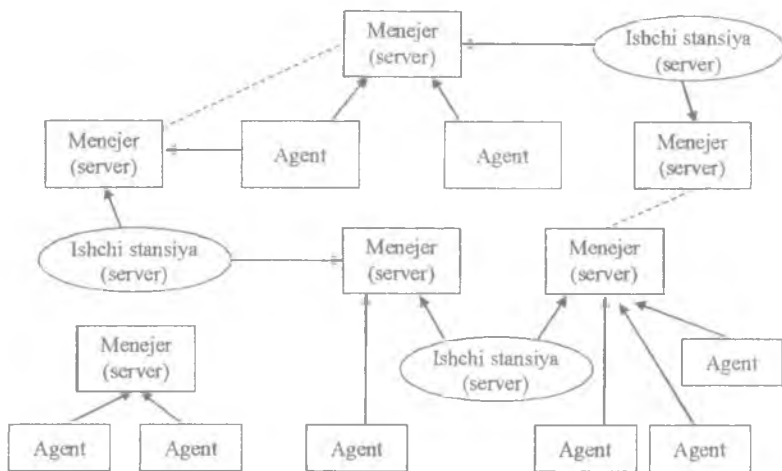 Menejer
(server)
Ishchi stansiya
(server)
Menejer
(server)
Agent
Agent
Menejer
(server)
Ishchi stansiya
(server)
Menejer
(server)
Menejer
(server)
Menejer
(server)
Ishchi stansiya
(server)
Agent
Agent
Agent
Agent
Agent
Agent